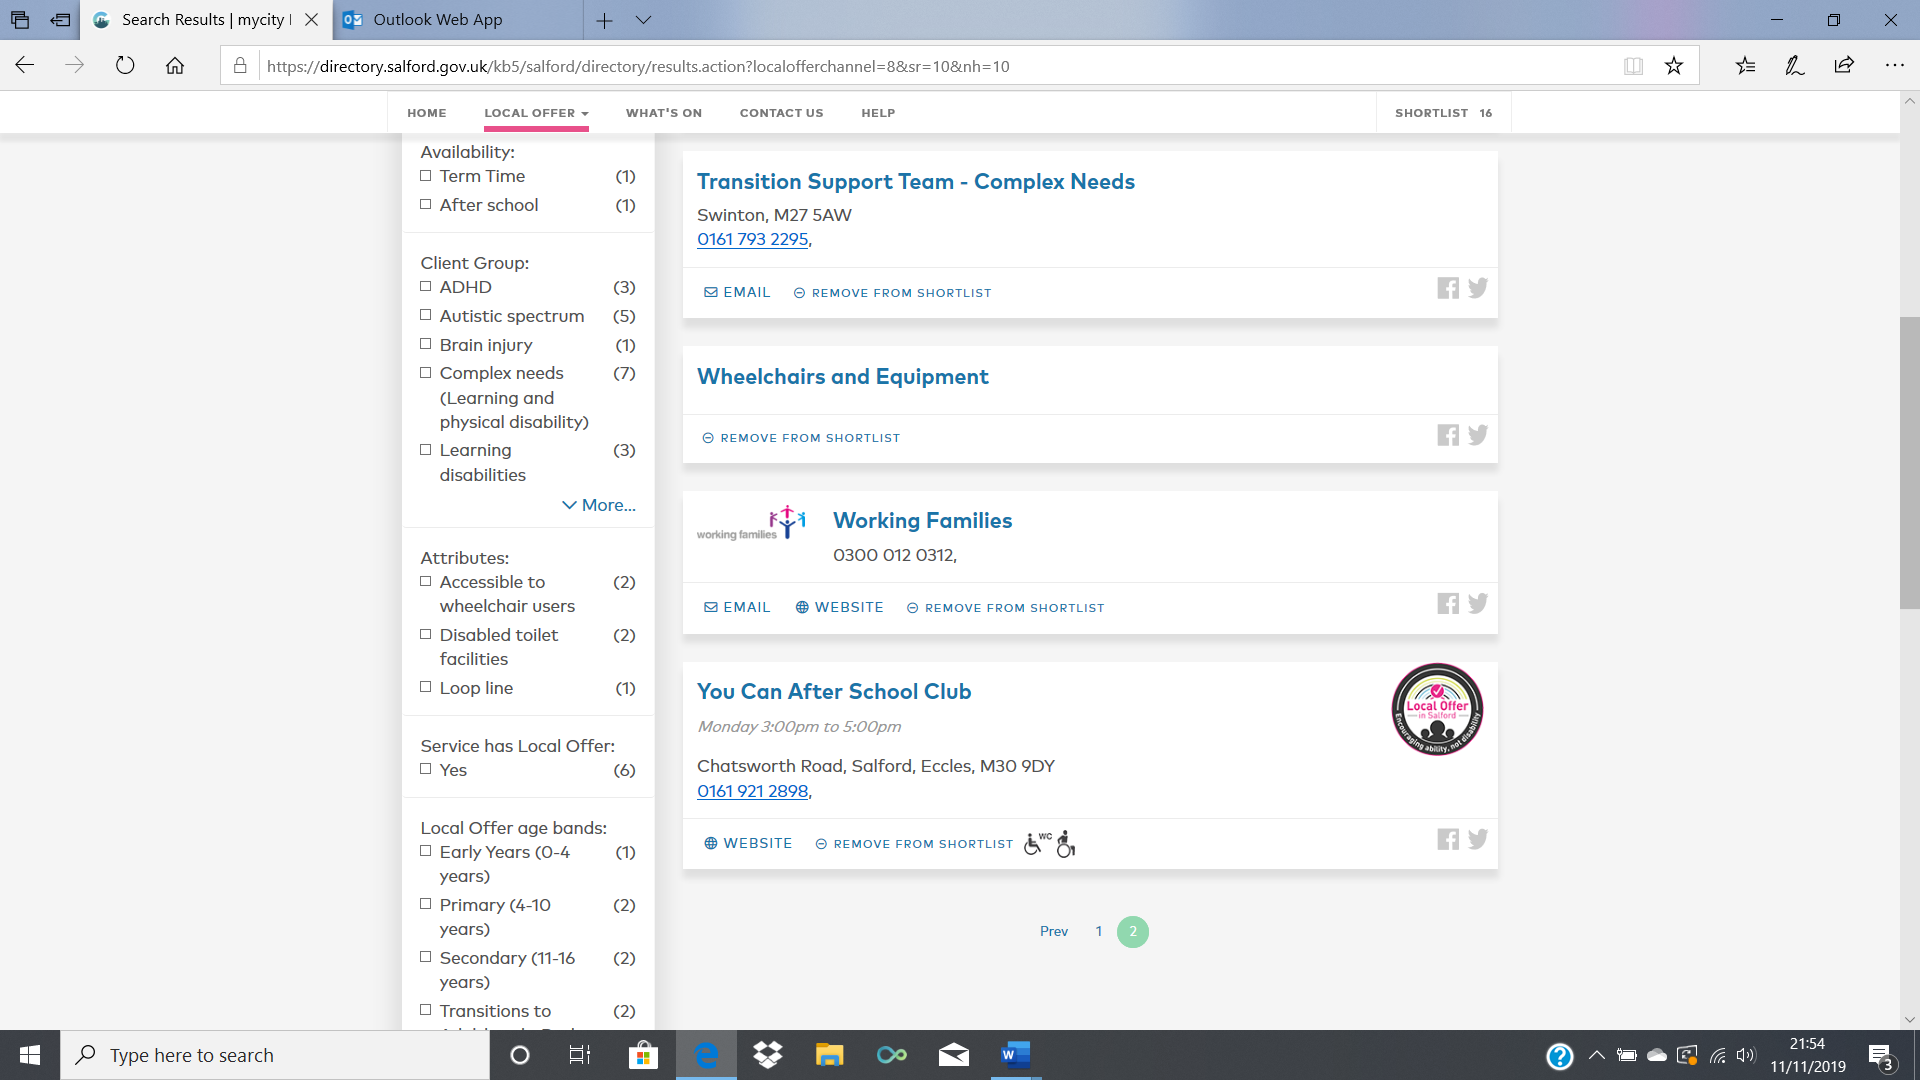 Search Results | mycity
Outlook Web App
https://directory.salford.gov.uk/kb5/salford/directory/results.action?localofferchannel=8&sr=10&nh=10
HOME
LOCAL OFFER
WHAT'S ON
CONTACT US
HELP
SHORTLIST 16
Availability:
Term Time (1)
After school (1)
Client Group:
ADHD (3)
Autistic spectrum (5)
Brain injury (1)
Complex needs (7)
(Learning and
physical disability)
Learning (3)
disabilities
More...
Attributes:
Accessible to (2)
wheelchair users
Disabled toilet (2)
facilities
Loop line (1)
Service has Local Offer:
Yes (6)
Local Offer age bands:
Early Years (0-4 (1)
years)
Primary (4-10 (2)
years)
Secondary (11-16 (2)
years)
Transitions to (2)
Transition Support Team - Complex Needs
Swinton, M27 5AW
0161 793 2295,
EMAIL
REMOVE FROM SHORTLIST
Wheelchairs and Equipment
REMOVE FROM SHORTLIST
working families
Working Families
0300 012 0312,
EMAIL
WEBSITE
REMOVE FROM SHORTLIST
You Can After School Club
Monday 3:00pm to 5:00pm
Chatsworth Road, Salford, Eccles, M30 9DY
0161 921 2898,
Local Offer
in Salford
Encouraging ability, not disability
WEBSITE
REMOVE FROM SHORTLIST
WC
Prev 1 2
Type here to search
21:54
11/11/2019
3